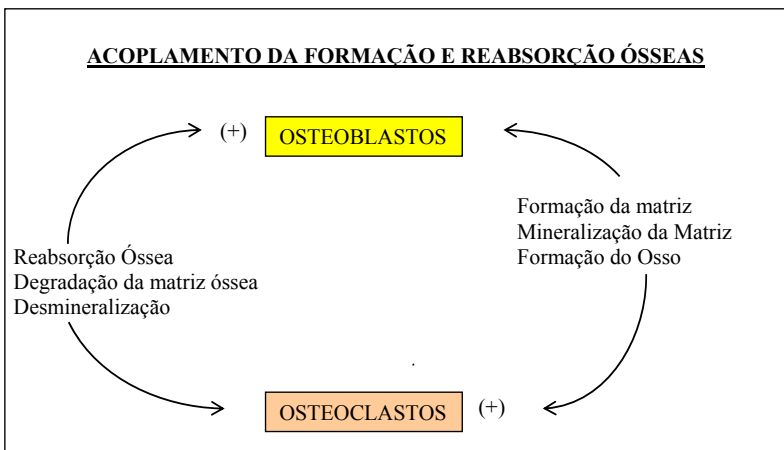 ACOPLAMENTO DA FORMAÇÃO E REABSORÇÃO ÓSSEAS
(+) OSTEOBLASTOS
Formação da matriz
Mineralização da Matriz
Formação do Osso
Reabsorção Óssea
Degradação da matriz óssea
Desmineralização
OSTEOCLASTOS (+)